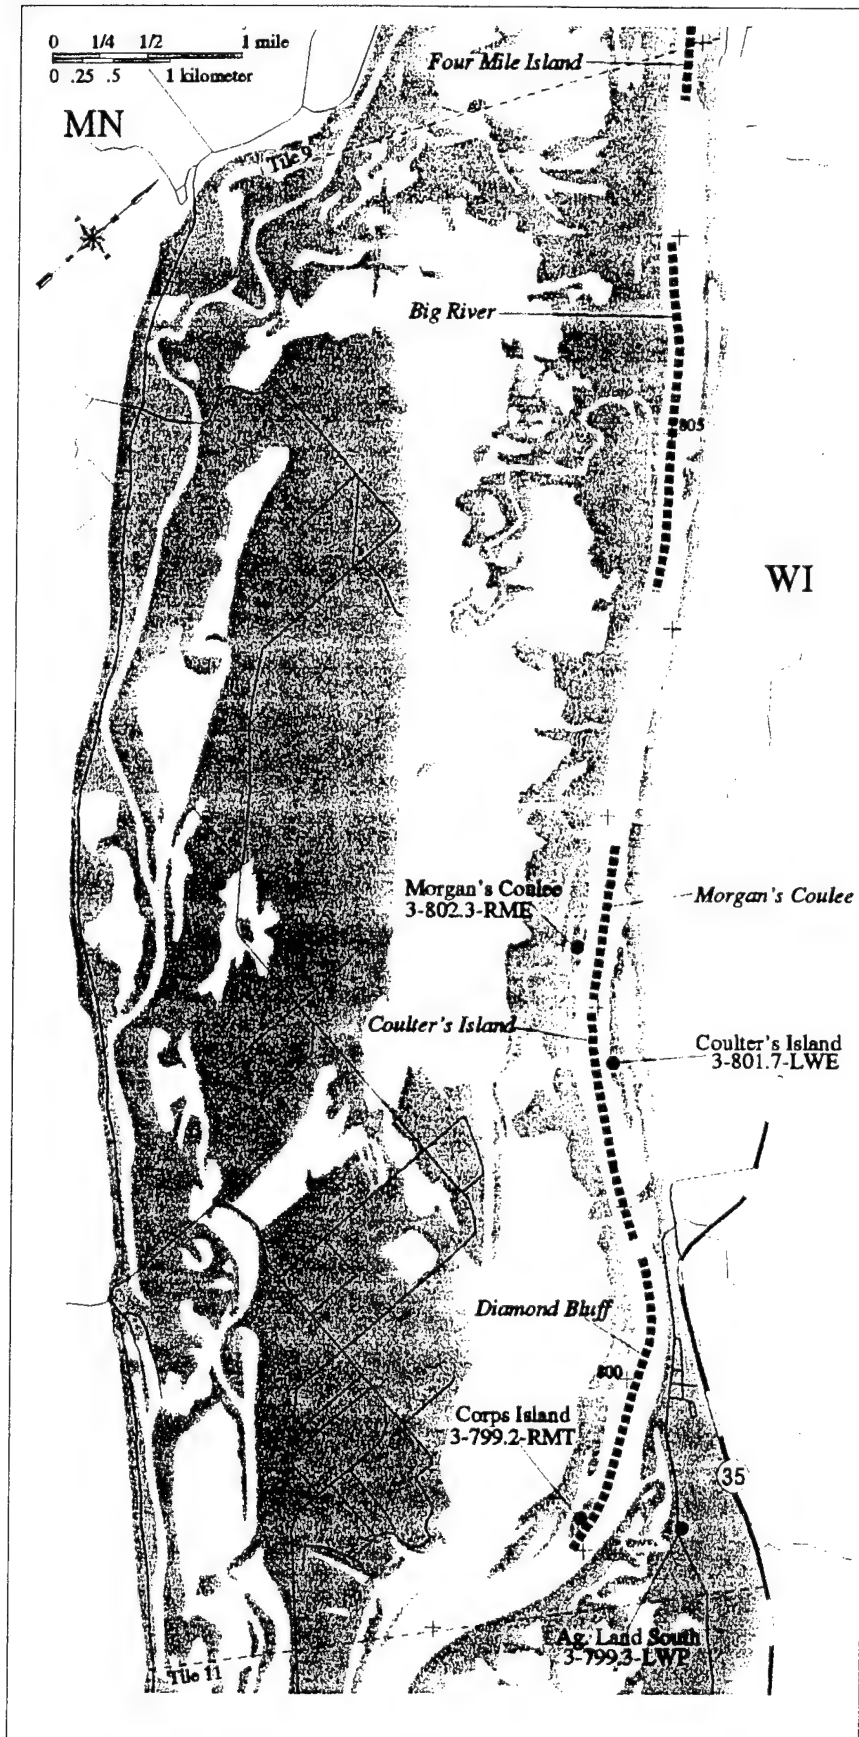 0 1/4 1/2 1 mile
0 .25 .5 1 kilometer
MN
Four Mile Island
Tile 9
Big River
805
WI
Morgan's Coulee
3-802.3-RME
Morgan's Coulee
Coulter's Island
Coulter's Island
3-801.7-LWE
Diamond Bluff
800
Corps Island
3-799.2-RMT
35
Ag. Land South
3-799.3-LWP
Tile 11